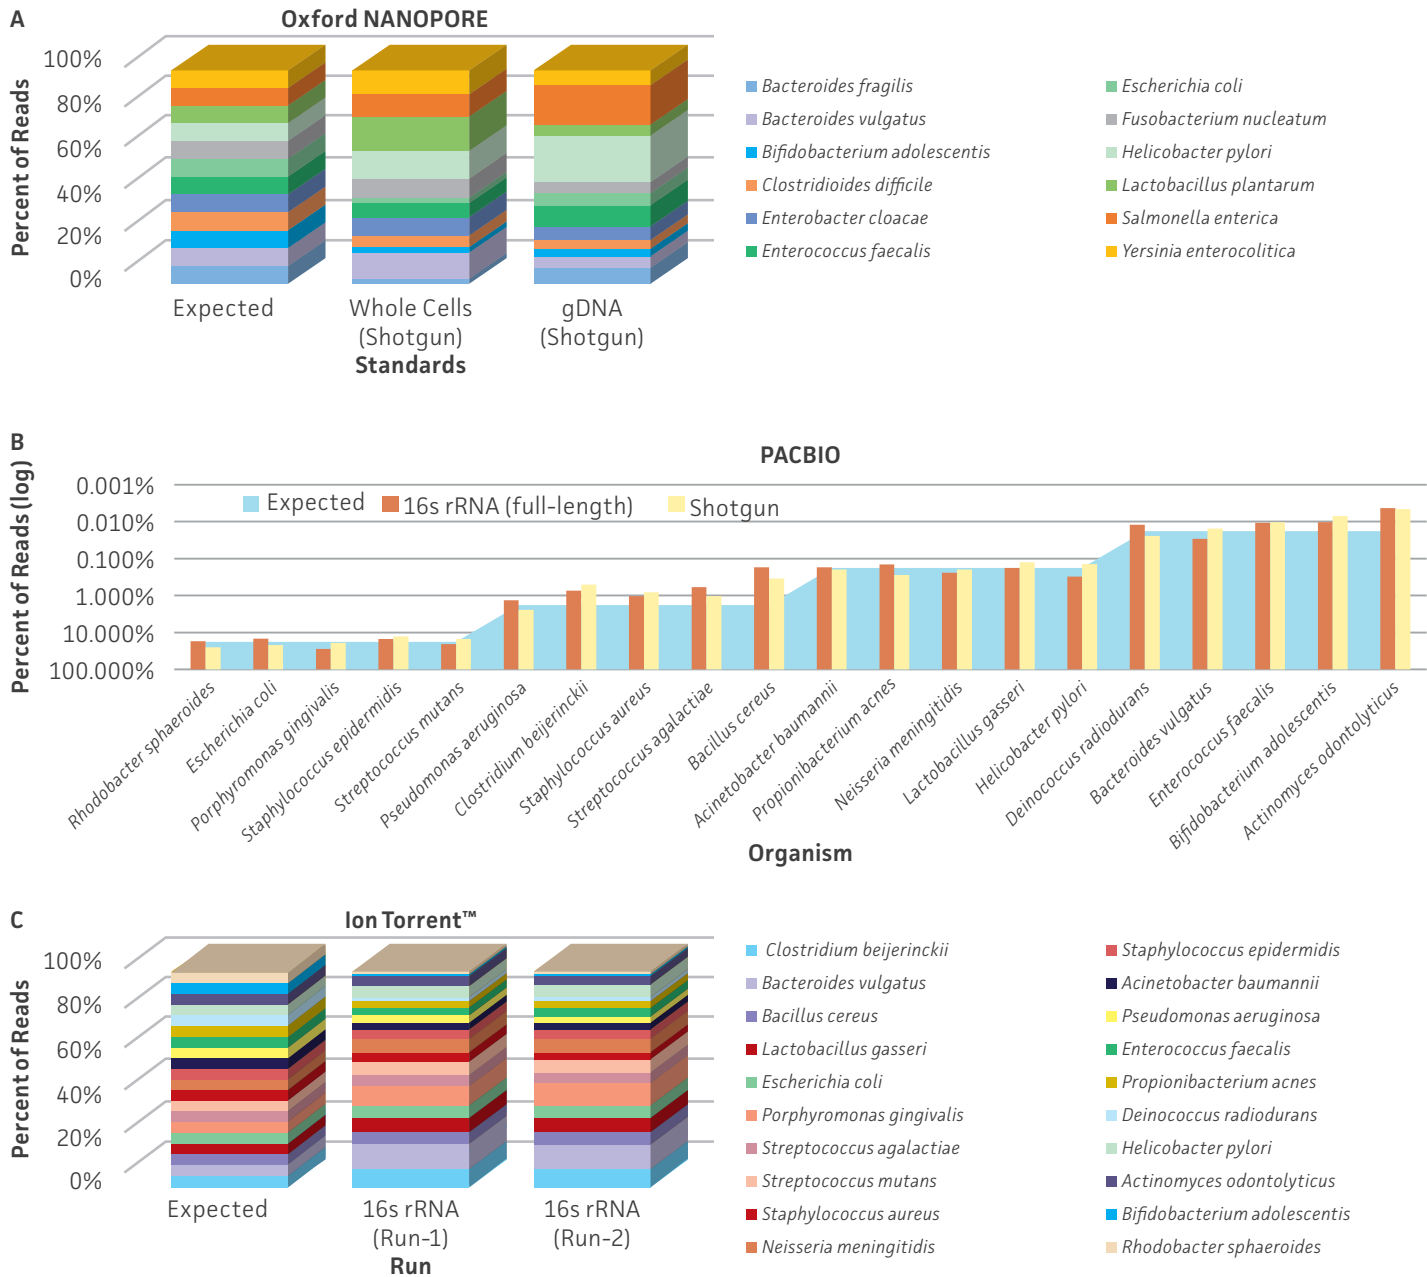 A
Oxford NANOPORE
Percent of Reads
100%
80%
60%
40%
20%
0%
Expected
Whole Cells
(Shotgun)
gDNA
(Shotgun)
Standards
Bacteroides fragilis
Bacteroides vulgatus
Bifidobacterium adolescentis
Clostridioides difficile
Enterobacter cloacae
Enterococcus faecalis
Escherichia coli
Fusobacterium nucleatum
Helicobacter pylori
Lactobacillus plantarum
Salmonella enterica
Yersinia enterocolitica
B
PACBIO
Percent of Reads (log)
0.001%
0.010%
0.100%
1.000%
10.000%
100.000%
Expected
16s rRNA (full-length)
Shotgun
Rhodobacter sphaeroides
Escherichia coli
Porphyromonas gingivalis
Staphylococcus epidermidis
Streptococcus mutans
Pseudomonas aeruginosa
Clostridium beijerinckii
Staphylococcus aureus
Streptococcus agalactiae
Bacillus cereus
Acinetobacter baumannii
Propionibacterium acnes
Neisseria meningitidis
Lactobacillus gasseri
Helicobacter pylori
Deinococcus radiodurans
Bacteroides vulgatus
Enterococcus faecalis
Bifidobacterium adolescentis
Actinomyces odontolyticus
Organism
C
Ion Torrent™
Percent of Reads
100%
80%
60%
40%
20%
0%
Expected
16s rRNA
(Run-1)
16s rRNA
(Run-2)
Run
Clostridium beijerinckii
Bacteroides vulgatus
Bacillus cereus
Lactobacillus gasseri
Escherichia coli
Porphyromonas gingivalis
Streptococcus agalactiae
Streptococcus mutans
Staphylococcus aureus
Neisseria meningitidis
Staphylococcus epidermidis
Acinetobacter baumannii
Pseudomonas aeruginosa
Enterococcus faecalis
Propionibacterium acnes
Deinococcus radiodurans
Helicobacter pylori
Actinomyces odontolyticus
Bifidobacterium adolescentis
Rhodobacter sphaeroides